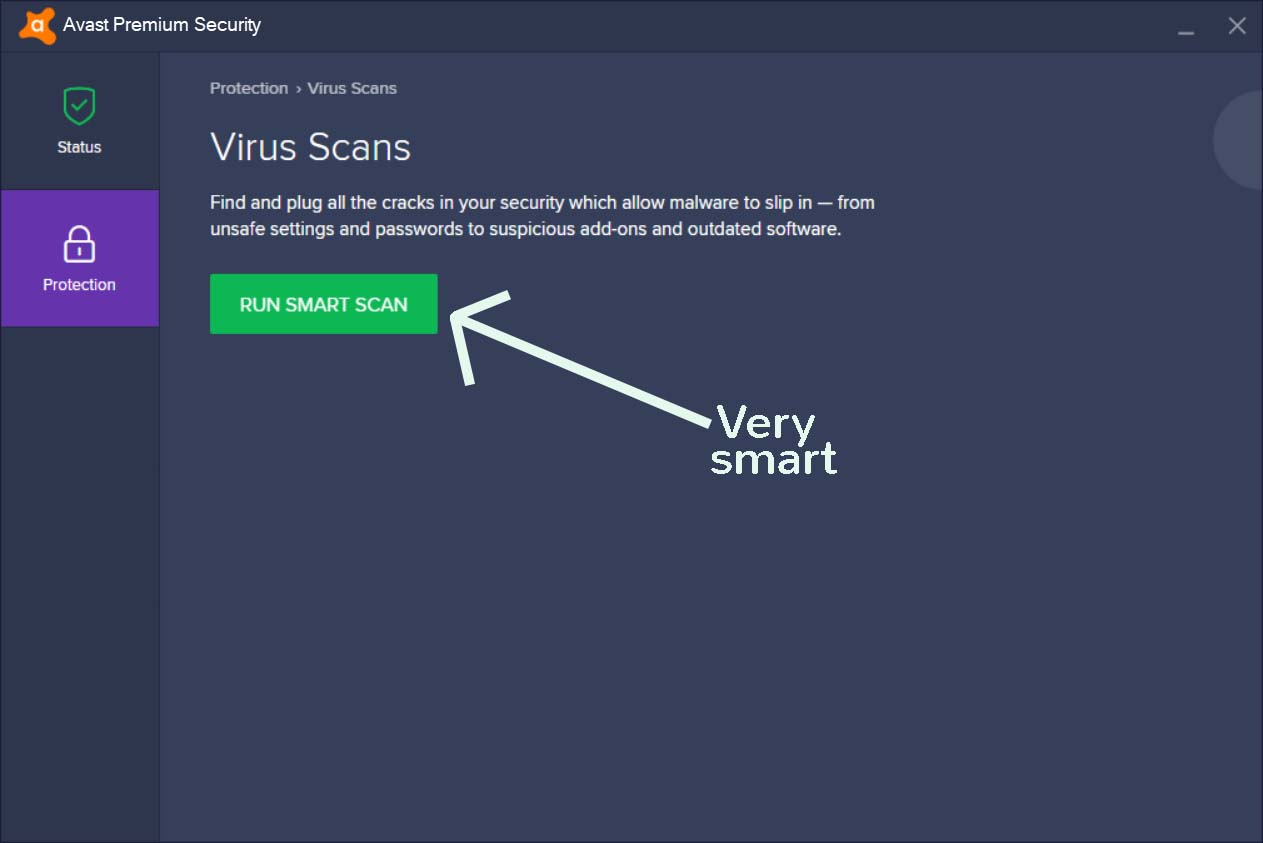 Avast Premium Security
Status
Protection
Protection › Virus Scans
Virus Scans
Find and plug all the cracks in your security which allow malware to slip in — from
unsafe settings and passwords to suspicious add-ons and outdated software.
RUN SMART SCAN
Very
smart